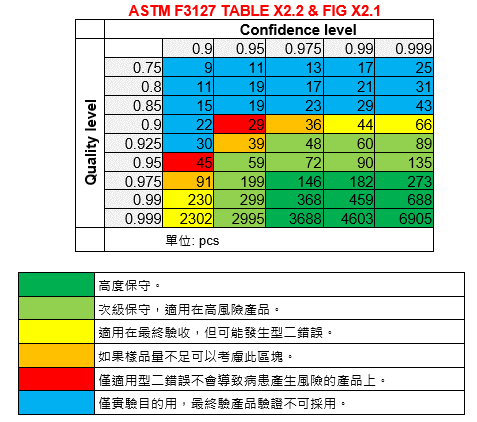 ASTM F3127 TABLE X2.2 & FIG X2.1
Confidence level
0.9 0.95 0.975 0.99 0.999
Quality level
0.75 9 11 13 17 25
0.8 11 19 17 21 31
0.85 15 19 23 29 43
0.9 22 29 36 44 66
0.925 30 39 48 60 89
0.95 45 59 72 90 135
0.975 91 199 146 182 273
0.99 230 299 368 459 688
0.999 2302 2995 3688 4603 6905
單位: pcs
高度保守。
次級保守，適用在高風險產品。
適用在最終驗收，但可能發生型二錯誤。
如果樣品量不足可以考慮此區塊。
僅適用型二錯誤不會導致病患產生風險的產品上。
僅實驗目的用，最終驗產品驗證不可採用。